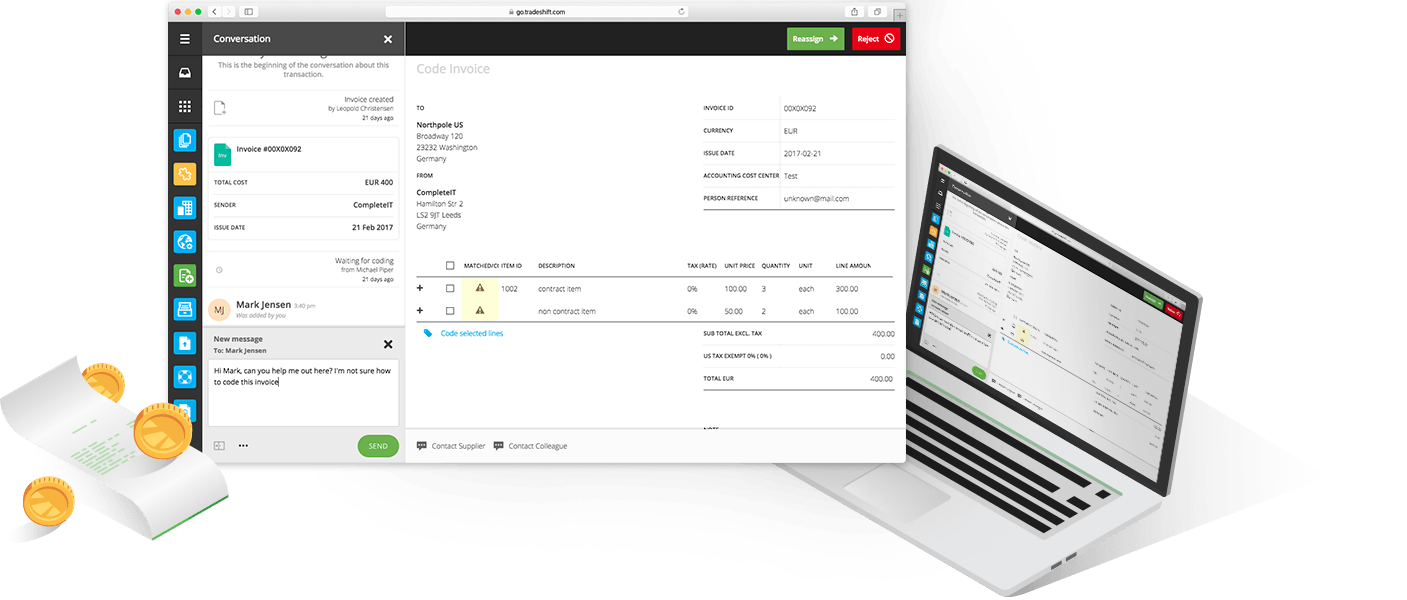 go.tradeshift.com
Conversation
This is the beginning of the conversation about this
transaction.
Invoice created
by Leopold Christensen
21 days ago
Invoice #00X0X092
TOTAL COST EUR 400
SENDER CompleteIT
ISSUE DATE 21 Feb 2017
Waiting for coding
from Michael Piper
21 days ago
MJ
Mark Jensen 3:40 pm
Was added by you
New message
To: Mark Jensen
Hi Mark, can you help me out here? I'm not sure how
to code this invoice
SEND
Reassign
Reject
Code Invoice
TO
Northpole US
Broadway 120
23232 Washington
Germany
FROM
CompleteIT
Hamilton Str 2
LS2 9JT Leeds
Germany
INVOICE ID 00X0X092
CURRENCY EUR
ISSUE DATE 2017-02-21
ACCOUNTING COST CENTER Test
PERSON REFERENCE unknown@mail.com
MATCHED/CO ITEM ID DESCRIPTION TAX (RATE) UNIT PRICE QUANTITY UNIT LINE AMOUN
1002 contract item 0% 100.00 3 each 300.00
non contract item 0% 50.00 2 each 100.00
Code selected lines
SUB TOTAL EXCL. TAX 400.00
US TAX EXEMPT 0% ( 0% ) 0.00
TOTAL EUR 400.00
Contact Supplier Contact Colleague